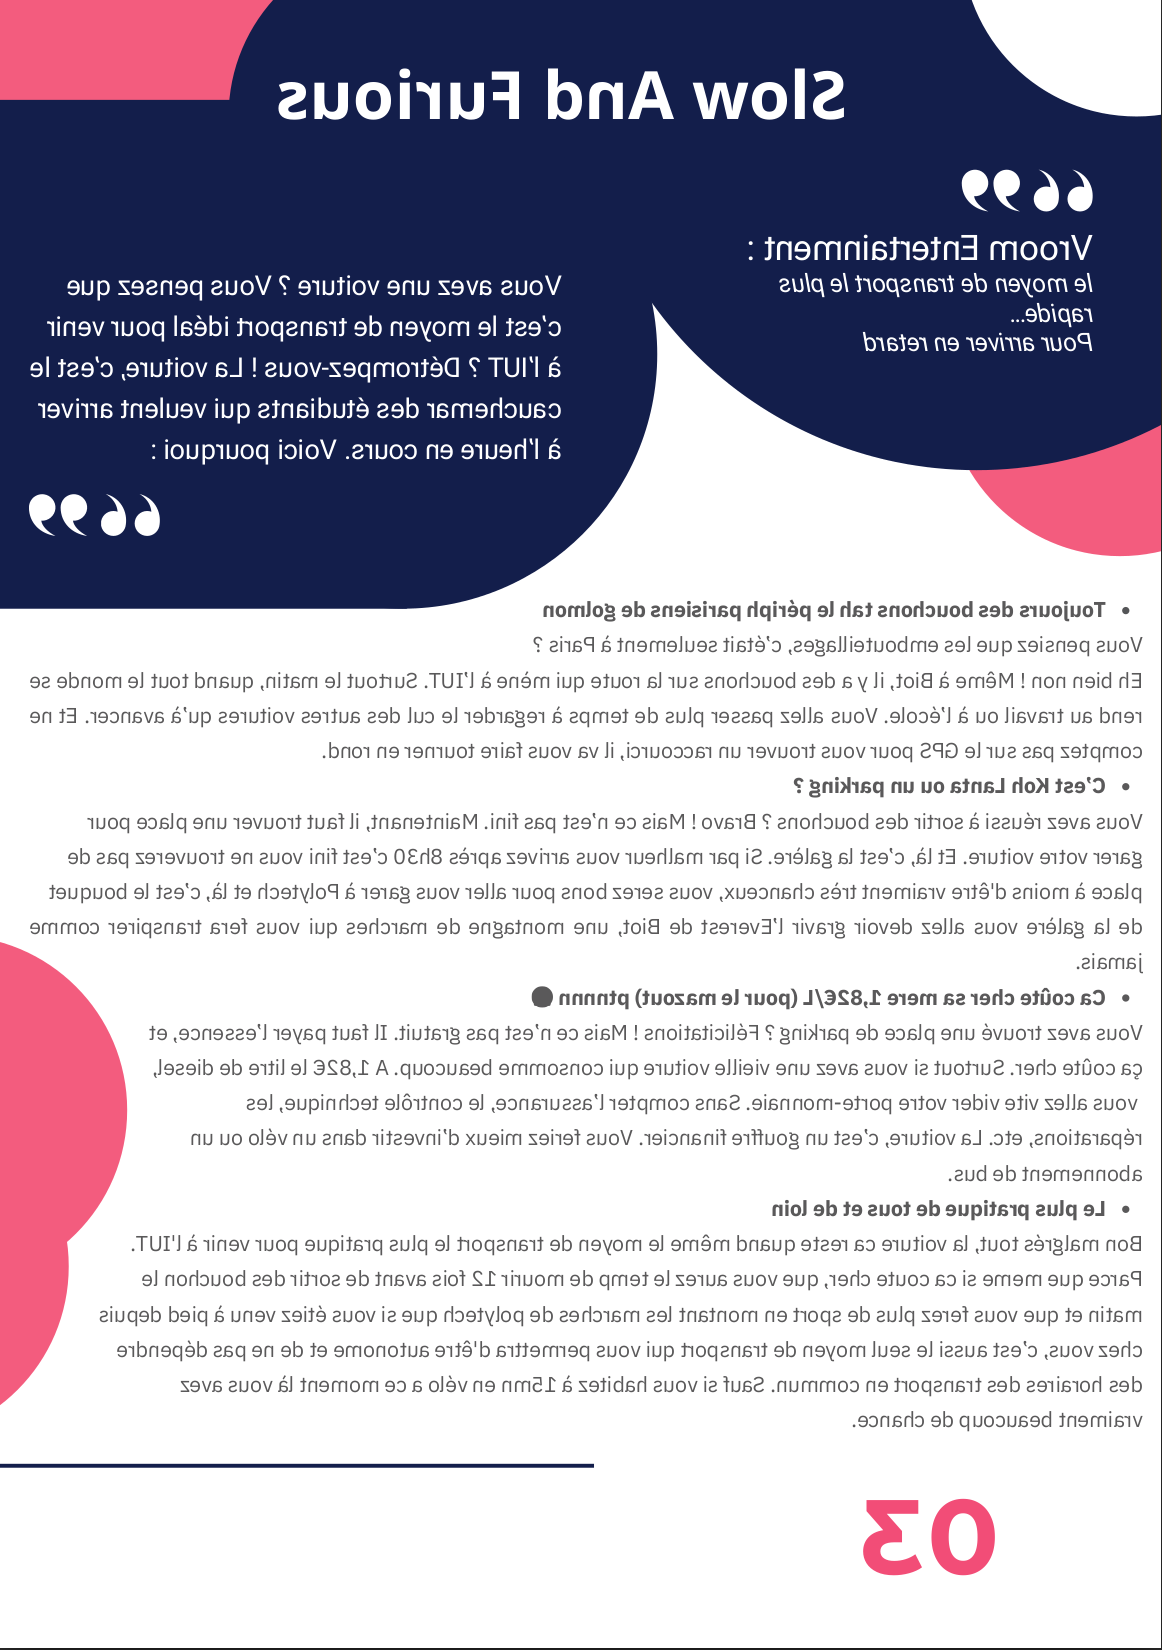 Slow And Furious
Vroom Entertainment :
le moyen de transport le plus
rapide...
Pour arriver en retard
Vous avez une voiture ? Vous pensez que
c’est le moyen de transport idéal pour venir
à l’IUT ? Détrompez-vous ! La voiture, c’est le
cauchemar des étudiants qui veulent arriver
à l’heure en cours. Voici pourquoi :
• Toujours des bouchons tah le périph parisiens de golmon
Vous pensiez que les embouteillages, c’était seulement à Paris ?
Eh bien non ! Même à Biot, il y a des bouchons sur la route qui mène à l’IUT. Surtout le matin, quand tout le monde se
rend au travail ou à l’école. Vous allez passer plus de temps à regarder le cul des autres voitures qu’à avancer. Et ne
comptez pas sur le GPS pour vous trouver un raccourci, il va vous faire tourner en rond.
• C’est Koh Lanta ou un parking ?
Vous avez réussi à sortir des bouchons ? Bravo ! Mais ce n’est pas fini. Maintenant, il faut trouver une place pour
garer votre voiture. Et là, c’est la galère. Si par malheur vous arrivez après 8h30 c’est fini vous ne trouverez pas de
place à moins d'être vraiment très chanceux, vous serez bons pour aller vous garer à Polytech et là, c’est le bouquet
de la galère vous allez devoir gravir l’Everest de Biot, une montagne de marches qui vous fera transpirer comme
jamais.
• Ca coûte cher sa mere 1,82€/L (pour le mazout) ptnnnn
Vous avez trouvé une place de parking ? Félicitations ! Mais ce n’est pas gratuit. Il faut payer l’essence, et
ça coûte cher. Surtout si vous avez une vieille voiture qui consomme beaucoup. A 1,82€ le litre de diesel,
vous allez vite vider votre porte-monnaie. Sans compter l’assurance, le contrôle technique, les
réparations, etc. La voiture, c’est un gouffre financier. Vous feriez mieux d’investir dans un vélo ou un
abonnement de bus.
• Le plus pratique de tous et de loin
Bon malgrés tout, la voiture ca reste quand même le moyen de transport le plus pratique pour venir à l'IUT.
Parce que meme si ca coute cher, que vous aurez le temp de mourir 12 fois avant de sortir des bouchon le
matin et que vous ferez plus de sport en montant les marches de polytech que si vous étiez venu à pied depuis
chez vous, c’est aussi le seul moyen de transport qui vous permettra d'être autonome et de ne pas dépendre
des horaires des transport en commun. Sauf si vous habitez à 15mn en vélo a ce moment là vous avez
vraiment beaucoup de chance.
03